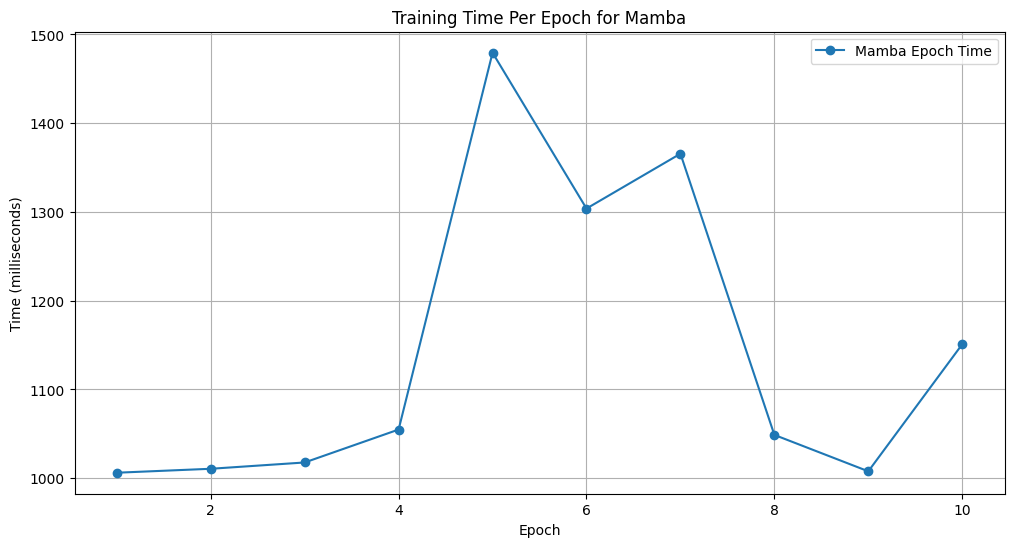 Training Time Per Epoch for Mamba
Mamba Epoch Time
Time (milliseconds)
1500
1400
1300
1200
1100
1000
2 4 6 8 10
Epoch